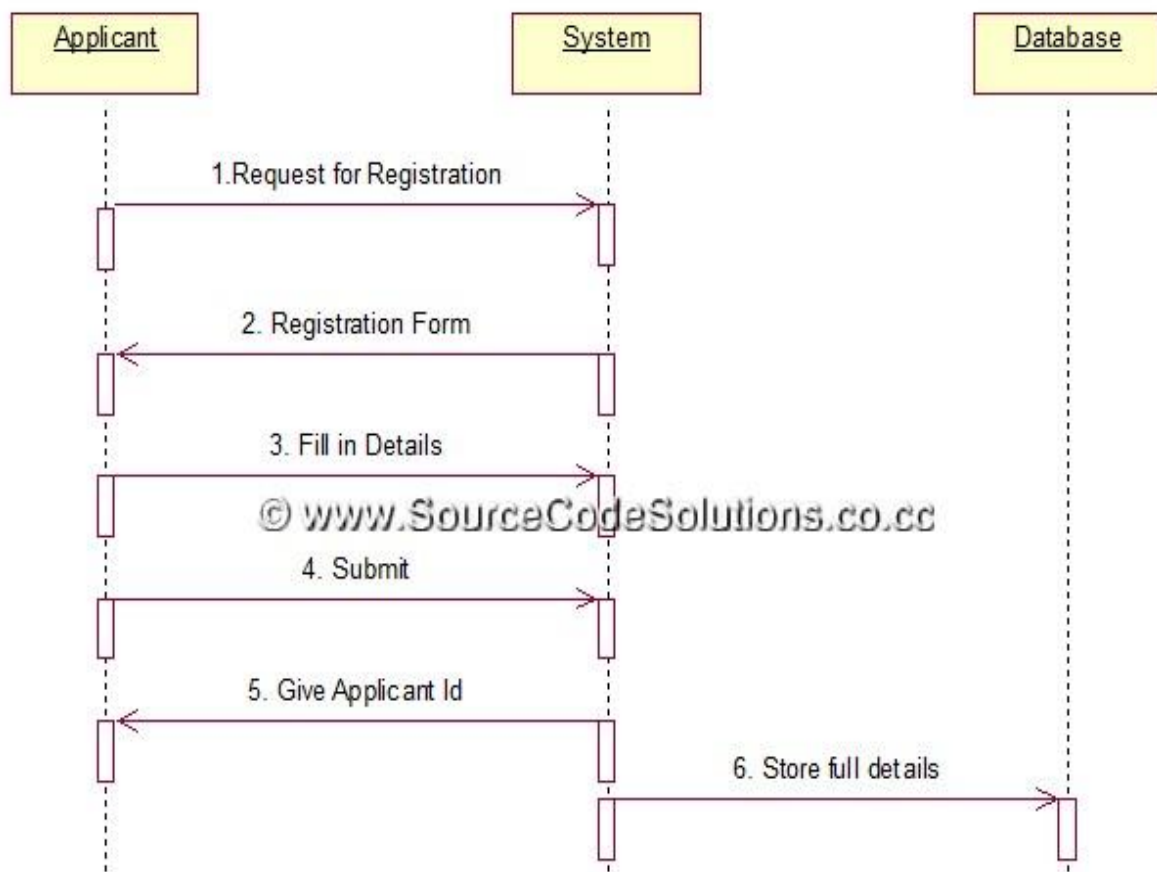 Applicant
System
Database
1.Request for Registration
2. Registration Form
3. Fill in Details
© www.SourceCodeSolutions.co.cc
4. Submit
5. Give Applicant Id
6. Store full details